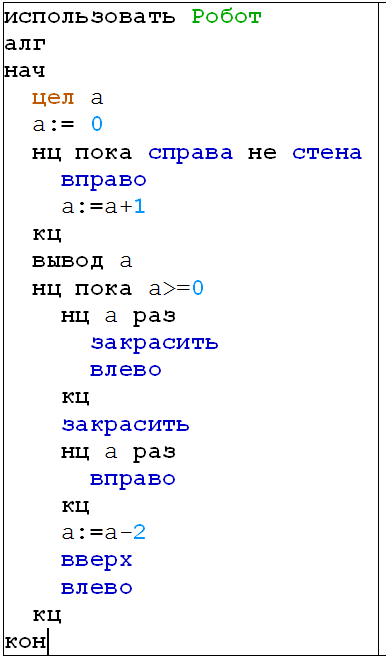 использовать Робот
алг
нач
цел а
а:= 0
нц пока справа не стена
вправо
а:=а+1
кц
вывод а
нц пока а>=0
нц а раз
закрасить
влево
кц
закрасить
нц а раз
вправо
кц
а:=а-2
вверх
влево
кц
кон